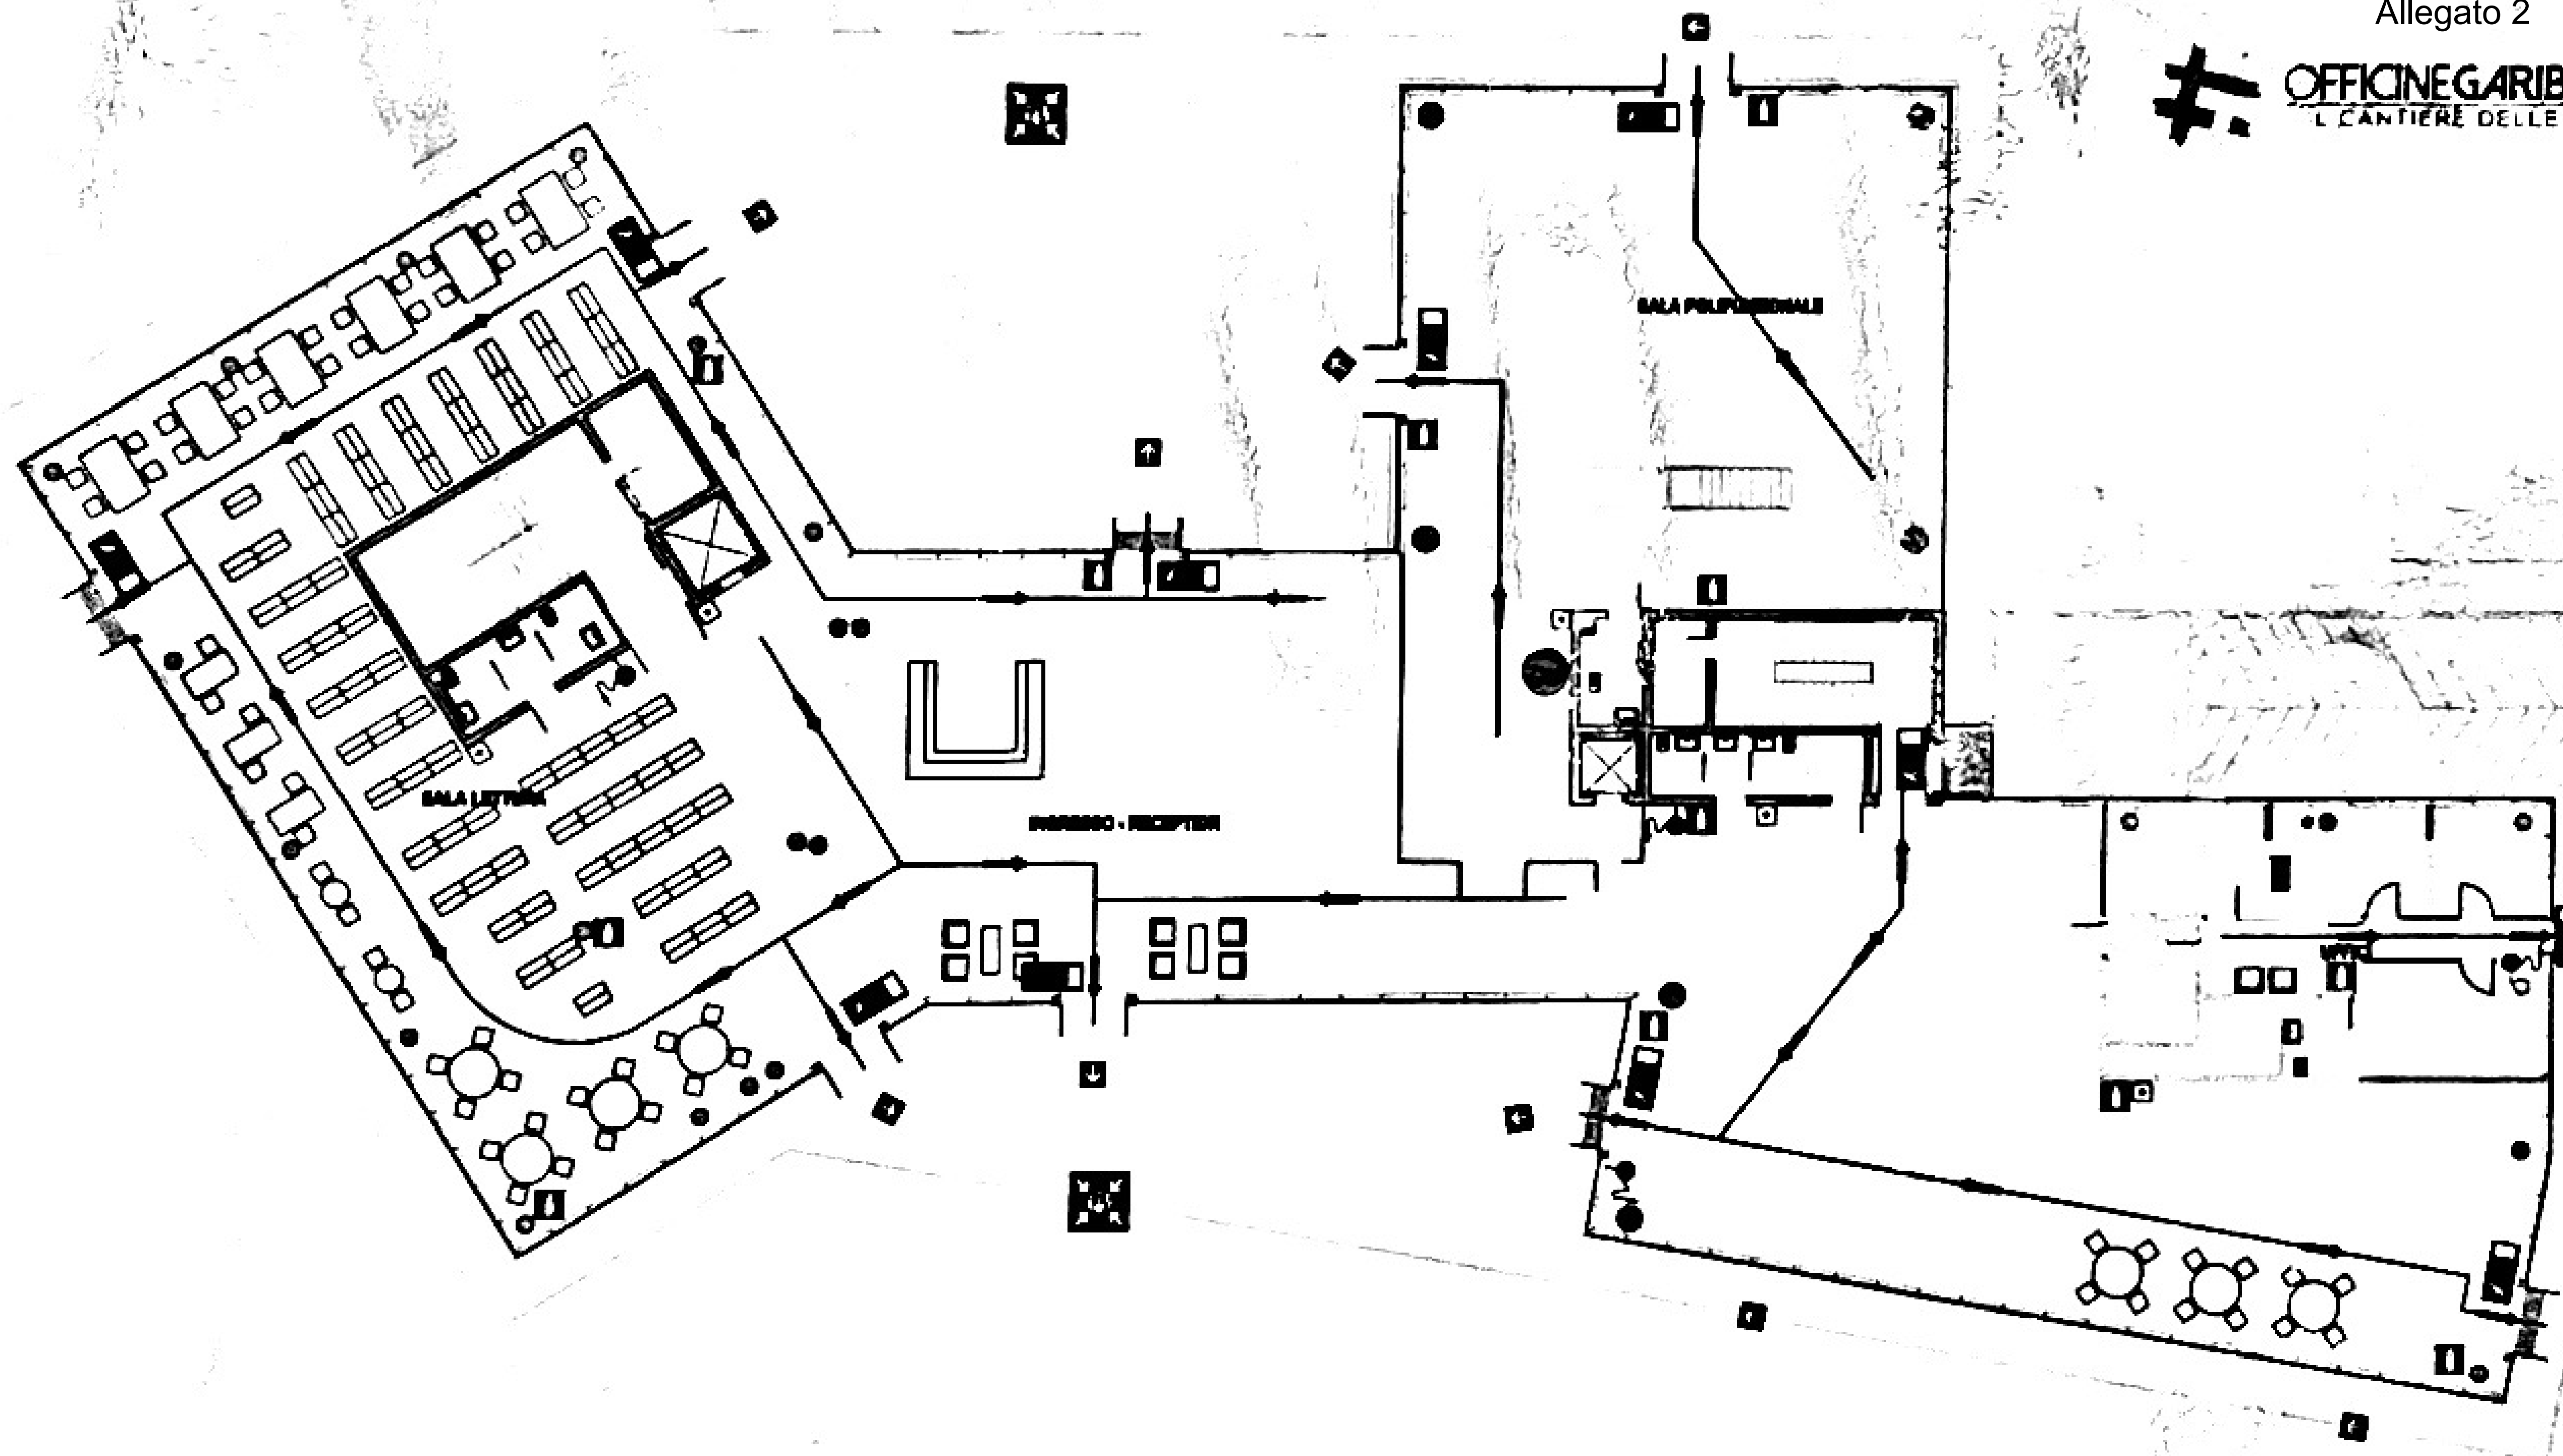 Allegato 2
OFFICINEGARIB
L CANTIERE DELLE
SALA POLIFUNZIONALE
SALA LETTURA
INGRESSO - RECEPTION